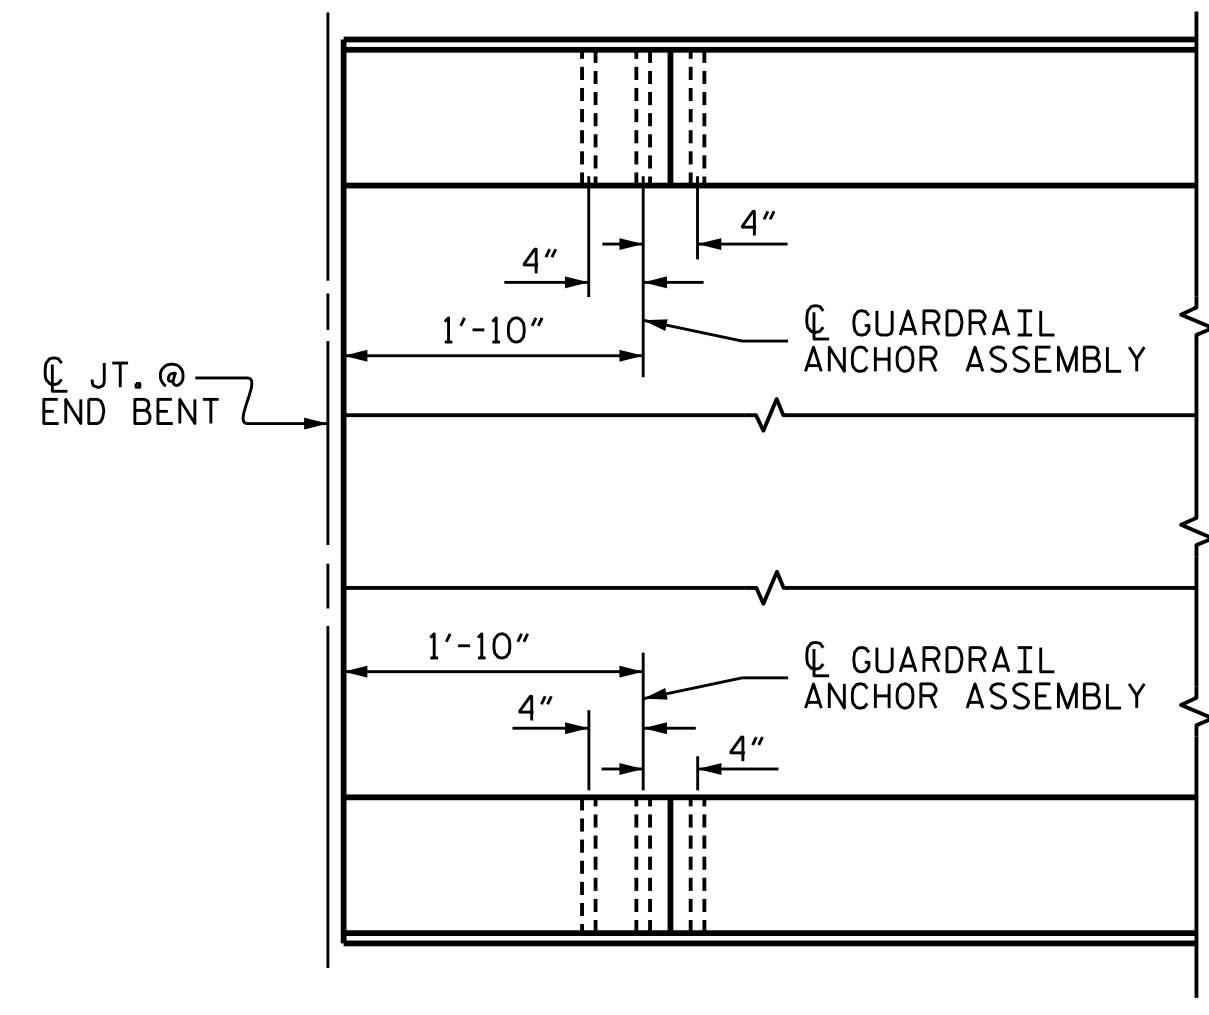 4"
4"
1'-10"
℄ GUARDRAIL
ANCHOR ASSEMBLY
℄ JT. @
END BENT
1'-10"
℄ GUARDRAIL
ANCHOR ASSEMBLY
4"
4"